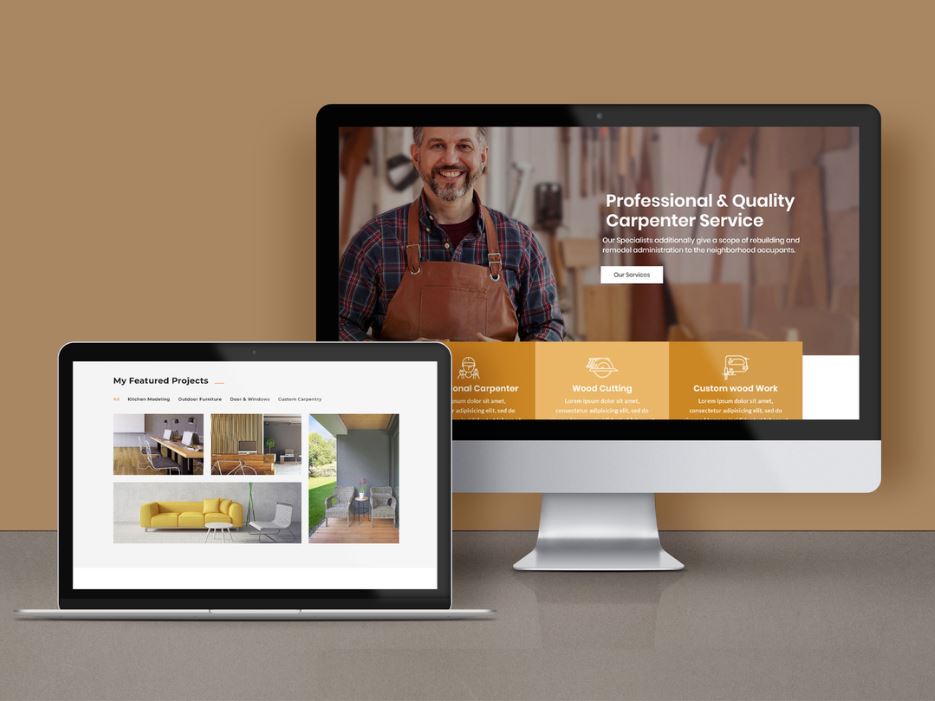 Professional & Quality
Carpenter Service
Our Specialists additionally give a scope of rebuilding and
remodel administration to the neighborhood occupants.
Our Services
onal Carpenter
Wood Cutting
Custom wood Work
psum dolor sit amet,
Lorem ipsum dolor sit amet,
Lorem ipsum dolor sit amet,
r adipisicing elit, sed do
consectetur adipisicing elit, sed do
consectetur adipisicing elit, sed do
My Featured Projects
All Kitchen Modeling Outdoor Furniture Door & Windows Custom Carpentry